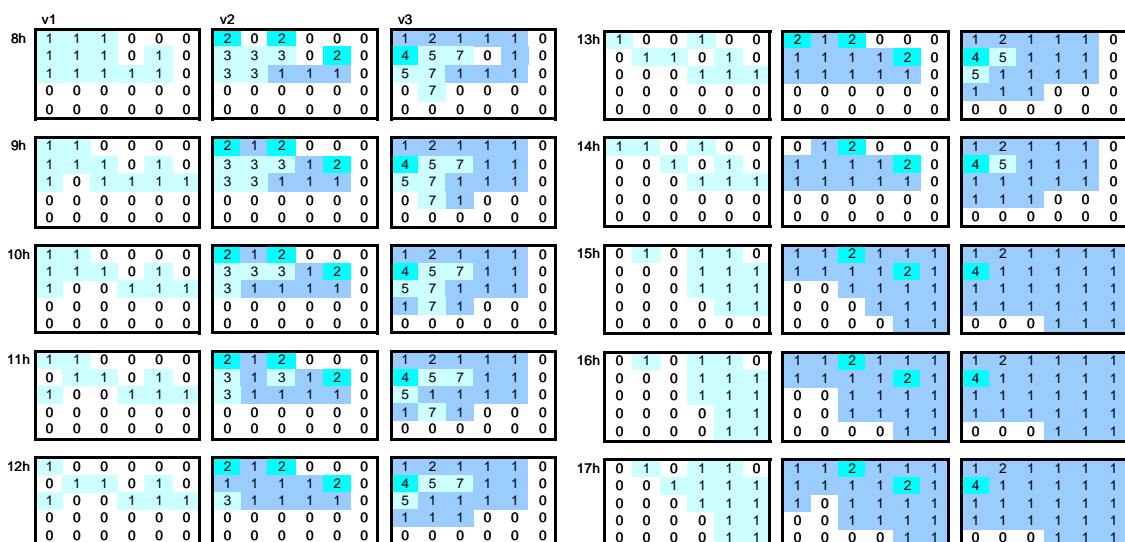 v1 v2 v3
8h 1 1 1 0 0 0 2 0 2 0 0 0 1 2 1 1 1 0
1 1 1 0 1 0 3 3 3 0 2 0 4 5 7 0 1 0
1 1 1 1 1 0 3 3 1 1 1 0 5 7 1 1 1 0
0 0 0 0 0 0 0 0 0 0 0 0 0 7 0 0 0 0
0 0 0 0 0 0 0 0 0 0 0 0 0 0 0 0 0 0
9h 1 1 0 0 0 0 2 1 2 0 0 0 1 2 1 1 1 0
1 1 1 0 1 0 3 3 3 1 2 0 4 5 7 1 1 0
1 0 1 1 1 1 3 3 1 1 1 0 5 7 1 1 1 0
0 0 0 0 0 0 0 0 0 0 0 0 0 7 1 0 0 0
0 0 0 0 0 0 0 0 0 0 0 0 0 0 0 0 0 0
10h 1 1 0 0 0 0 2 1 2 0 0 0 1 2 1 1 1 0
1 1 1 0 1 0 3 3 3 1 2 0 4 5 7 1 1 0
1 0 0 1 1 1 3 1 1 1 1 0 5 7 1 1 1 0
0 0 0 0 0 0 0 0 0 0 0 0 1 7 1 0 0 0
0 0 0 0 0 0 0 0 0 0 0 0 0 0 0 0 0 0
11h 1 1 0 0 0 0 2 1 2 0 0 0 1 2 1 1 1 0
0 1 1 0 1 0 3 1 3 1 2 0 4 5 7 1 1 0
1 0 0 1 1 1 3 1 1 1 1 0 5 1 1 1 1 0
0 0 0 0 0 0 0 0 0 0 0 0 1 7 1 0 0 0
0 0 0 0 0 0 0 0 0 0 0 0 0 0 0 0 0 0
12h 1 0 0 0 0 0 2 1 2 0 0 0 1 2 1 1 1 0
0 1 1 0 1 0 1 1 1 1 2 0 4 5 7 1 1 0
1 0 0 1 1 1 3 1 1 1 1 0 5 1 1 1 1 0
0 0 0 0 0 0 0 0 0 0 0 0 1 1 1 0 0 0
0 0 0 0 0 0 0 0 0 0 0 0 0 0 0 0 0 0
13h 1 0 0 1 0 0 2 1 2 0 0 0 1 2 1 1 1 0
0 1 1 0 1 0 1 1 1 1 2 0 4 5 1 1 1 0
0 0 0 1 1 1 1 1 1 1 1 0 5 1 1 1 1 0
0 0 0 0 0 0 0 0 0 0 0 0 1 1 1 0 0 0
0 0 0 0 0 0 0 0 0 0 0 0 0 0 0 0 0 0
14h 1 1 0 1 0 0 0 1 2 0 0 0 1 2 1 1 1 0
0 0 1 0 1 0 1 1 1 1 2 0 4 5 1 1 1 0
0 0 0 1 1 1 1 1 1 1 1 0 1 1 1 1 1 0
0 0 0 0 0 0 0 0 0 0 0 0 1 1 1 0 0 0
0 0 0 0 0 0 0 0 0 0 0 0 0 0 0 0 0 0
15h 0 1 0 1 1 0 1 1 2 1 1 1 1 2 1 1 1 1
0 0 0 1 1 1 1 1 1 1 2 1 4 1 1 1 1 1
0 0 0 1 1 1 0 0 1 1 1 1 1 1 1 1 1 1
0 0 0 0 1 1 0 0 0 1 1 1 1 1 1 1 1 1
0 0 0 0 0 0 0 0 0 0 1 1 0 0 0 1 1 1
16h 0 1 0 1 1 0 1 1 2 1 1 1 1 2 1 1 1 1
0 0 0 1 1 1 1 1 1 1 2 1 4 1 1 1 1 1
0 0 0 1 1 1 0 0 1 1 1 1 1 1 1 1 1 1
0 0 0 0 1 1 0 0 1 1 1 1 1 1 1 1 1 1
0 0 0 0 1 1 0 0 0 0 1 1 0 0 0 1 1 1
17h 0 1 0 1 1 0 1 1 2 1 1 1 1 2 1 1 1 1
0 0 1 1 1 1 1 1 1 1 2 1 4 1 1 1 1 1
0 0 0 1 1 1 1 0 1 1 1 1 1 1 1 1 1 1
0 0 0 0 1 1 0 0 1 1 1 1 1 1 1 1 1 1
0 0 0 0 1 1 0 0 0 0 1 1 0 0 0 1 1 1